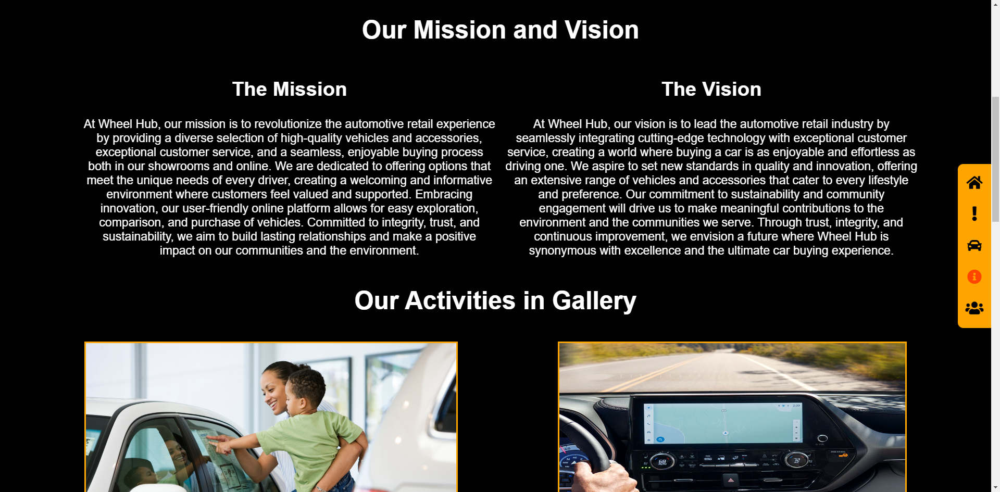 Our Mission and Vision
The Mission
At Wheel Hub, our mission is to revolutionize the automotive retail experience
by providing a diverse selection of high-quality vehicles and accessories,
exceptional customer service, and a seamless, enjoyable buying process
both in our showrooms and online. We are dedicated to offering options that
meet the unique needs of every driver, creating a welcoming and informative
environment where customers feel valued and supported. Embracing
innovation, our user-friendly online platform allows for easy exploration,
comparison, and purchase of vehicles. Committed to integrity, trust, and
sustainability, we aim to build lasting relationships and make a positive
impact on our communities and the environment.
The Vision
At Wheel Hub, our vision is to lead the automotive retail industry by
seamlessly integrating cutting-edge technology with exceptional customer
service, creating a world where buying a car is as enjoyable and effortless as
driving one. We aspire to set new standards in quality and innovation, offering
an extensive range of vehicles and accessories that cater to every lifestyle
and preference. Our commitment to sustainability and community
engagement will drive us to make meaningful contributions to the
environment and the communities we serve. Through trust, integrity, and
continuous improvement, we envision a future where Wheel Hub is
synonymous with excellence and the ultimate car buying experience.
Our Activities in Gallery
2:39
60
N
NW
68
AUTO
72
A/C